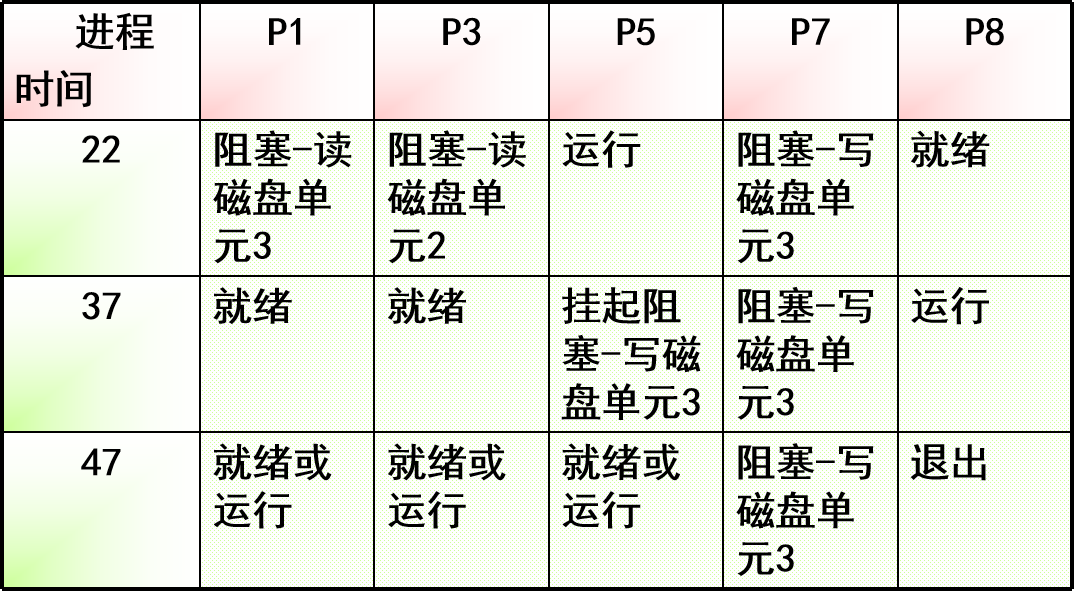 进程
时间
P1
P3
P5
P7
P8
22
阻塞-读
磁盘单
元3
阻塞-读
磁盘单
元2
运行
阻塞-写
磁盘单
元3
就绪
37
就绪
就绪
挂起阻
塞-写磁
盘单元3
阻塞-写
磁盘单
元3
运行
47
就绪或
运行
就绪或
运行
就绪或
运行
阻塞-写
磁盘单
元3
退出